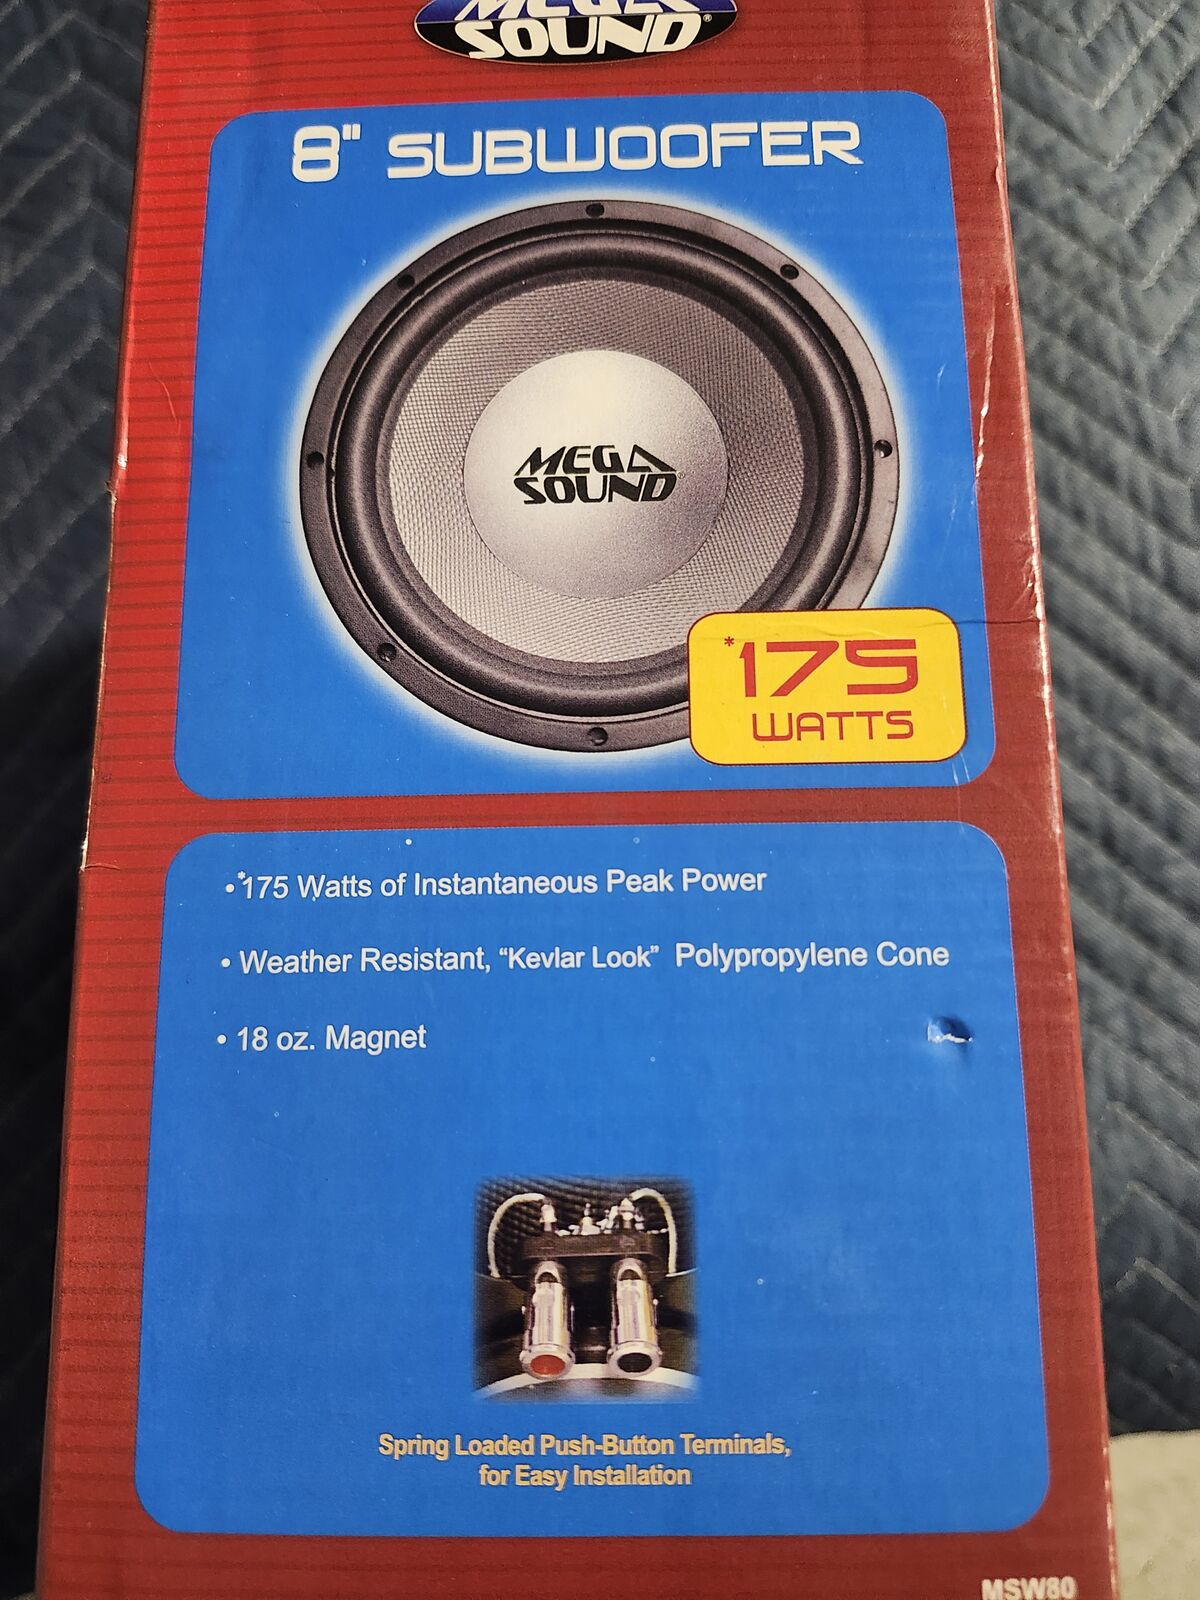 MEGA
SOUND®
8" SUBWOOFER
MEGA
SOUND®
*175
WATTS
• *175 Watts of Instantaneous Peak Power
• Weather Resistant, “Kevlar Look” Polypropylene Cone
• 18 oz. Magnet
Spring Loaded Push-Button Terminals,
for Easy Installation
MSW80